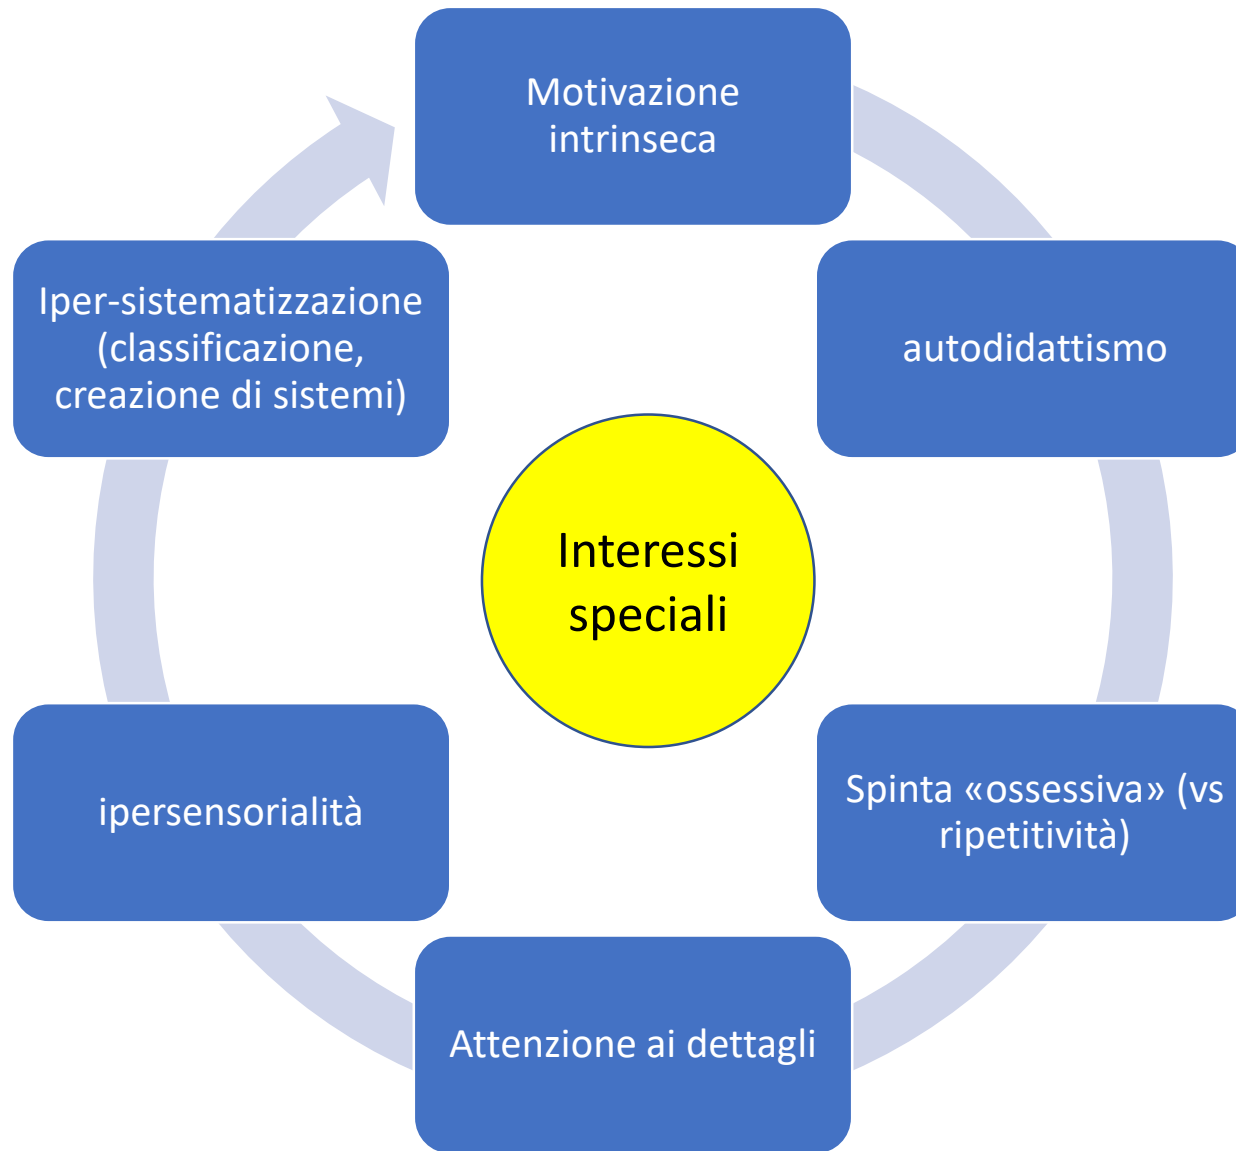 Motivazione
intrinseca
autodidattismo
Spinta «ossessiva» (vs
ripetitività)
Attenzione ai dettagli
ipersensorialità
Iper-sistematizzazione
(classificazione,
creazione di sistemi)
Interessi
speciali